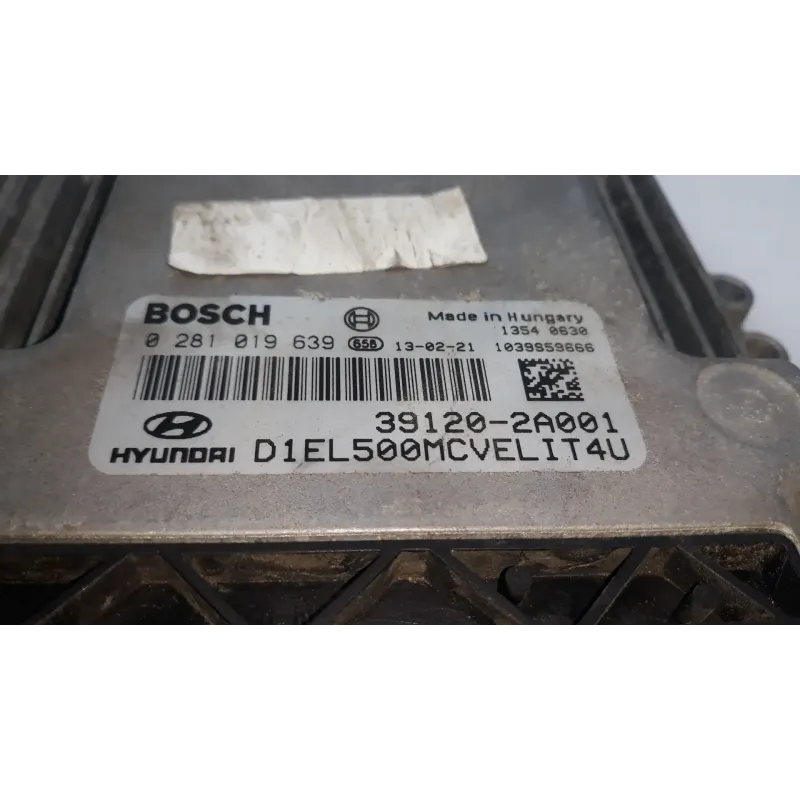 BOSCH Made in Hungary
1354 0630
0 281 019 639 656 13-02-21 1039S59666
39120-2A001
HYUNDAI D1EL500MCVELIT4U